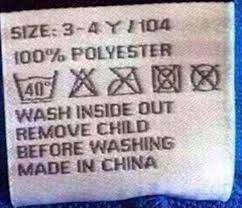 SIZE: 3-4 Y/104
100% POLYESTER
40°
WASH INSIDE OUT
REMOVE CHILD
BEFORE WASHING
MADE IN CHINA